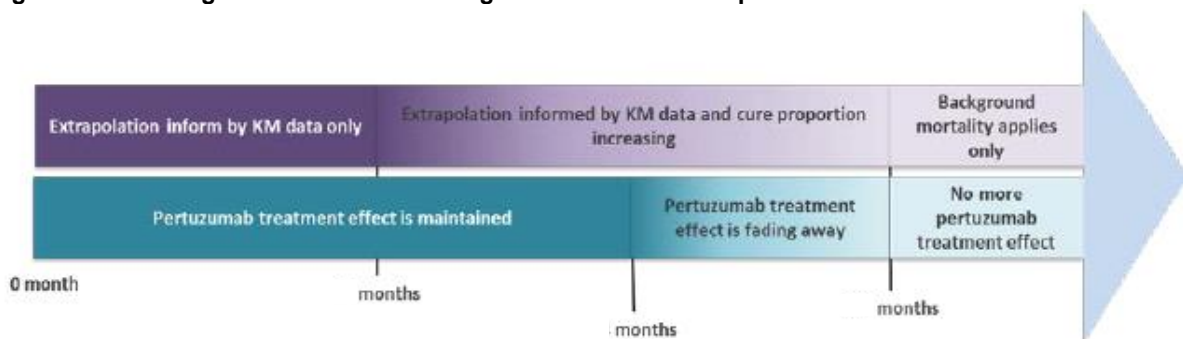 Extrapolation inform by KM data only
Extrapolation informed by KM data and cure proportion
increasing
Background
mortality applies
only
Pertuzumab treatment effect is maintained
Pertuzumab treatment
effect is fading away
No more
pertuzumab
treatment effect
0 month
months
months
months